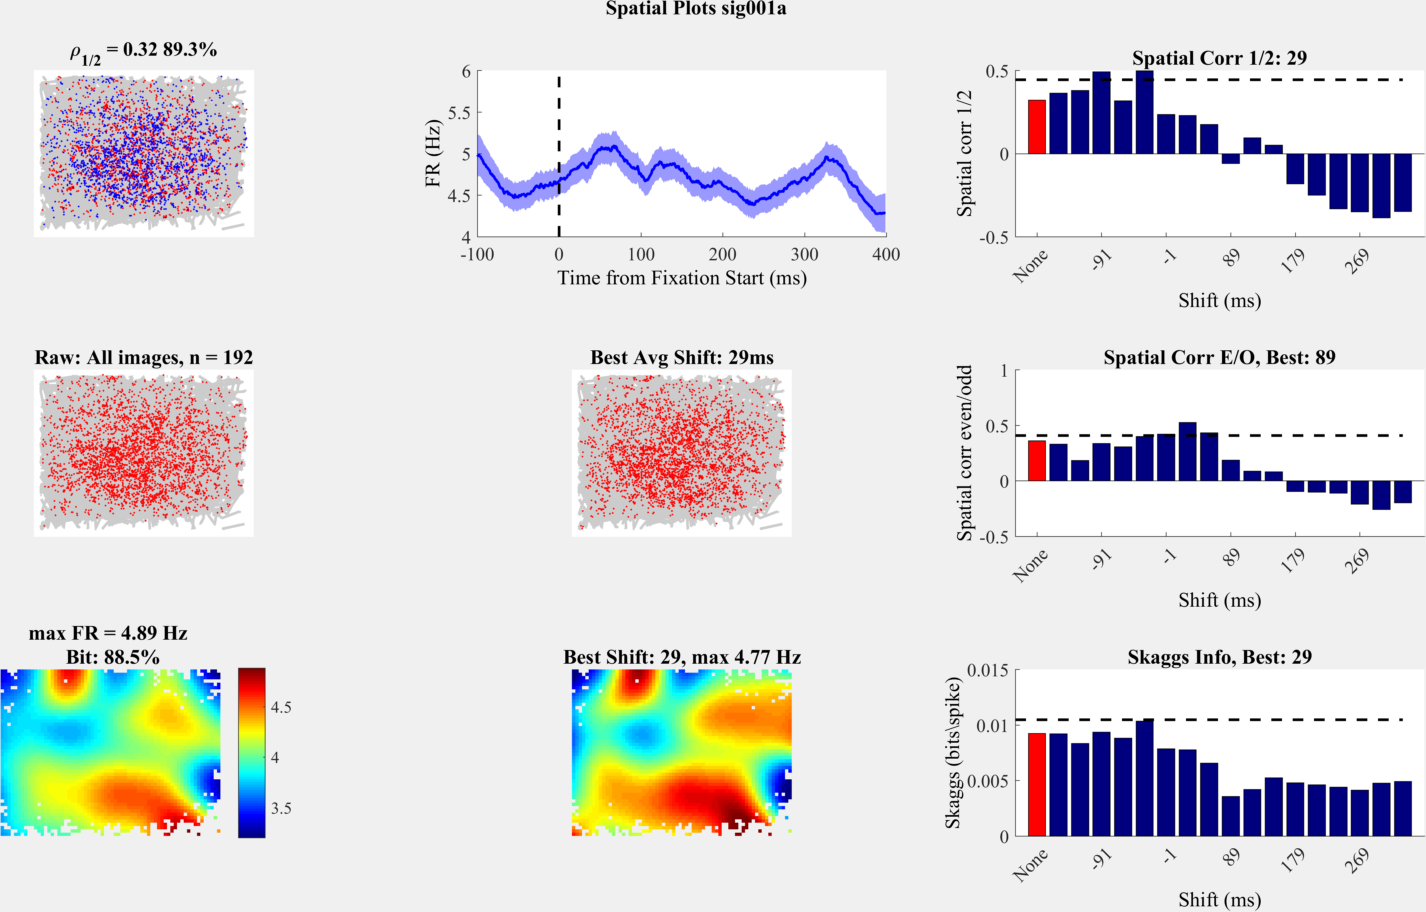 Spatial Plots sig001a
ρ1/2 = 0.32 89.3%
6
5.5
5
4.5
4
FR (Hz)
-100
0
100
200
300
400
Time from Fixation Start (ms)
Spatial Corr 1/2: 29
0.5
0
-0.5
Spatial corr 1/2
None
-91
-1
89
179
269
Shift (ms)
Raw: All images, n = 192
Best Avg Shift: 29ms
Spatial Corr E/O, Best: 89
1
0.5
0
-0.5
Spatial corr even/odd
None
-91
-1
89
179
269
Shift (ms)
max FR = 4.89 Hz
Bit: 88.5%
4.5
4
3.5
Best Shift: 29, max 4.77 Hz
Skaggs Info, Best: 29
0.015
0.01
0.005
0
Skaggs (bits\spike)
None
-91
-1
89
179
269
Shift (ms)